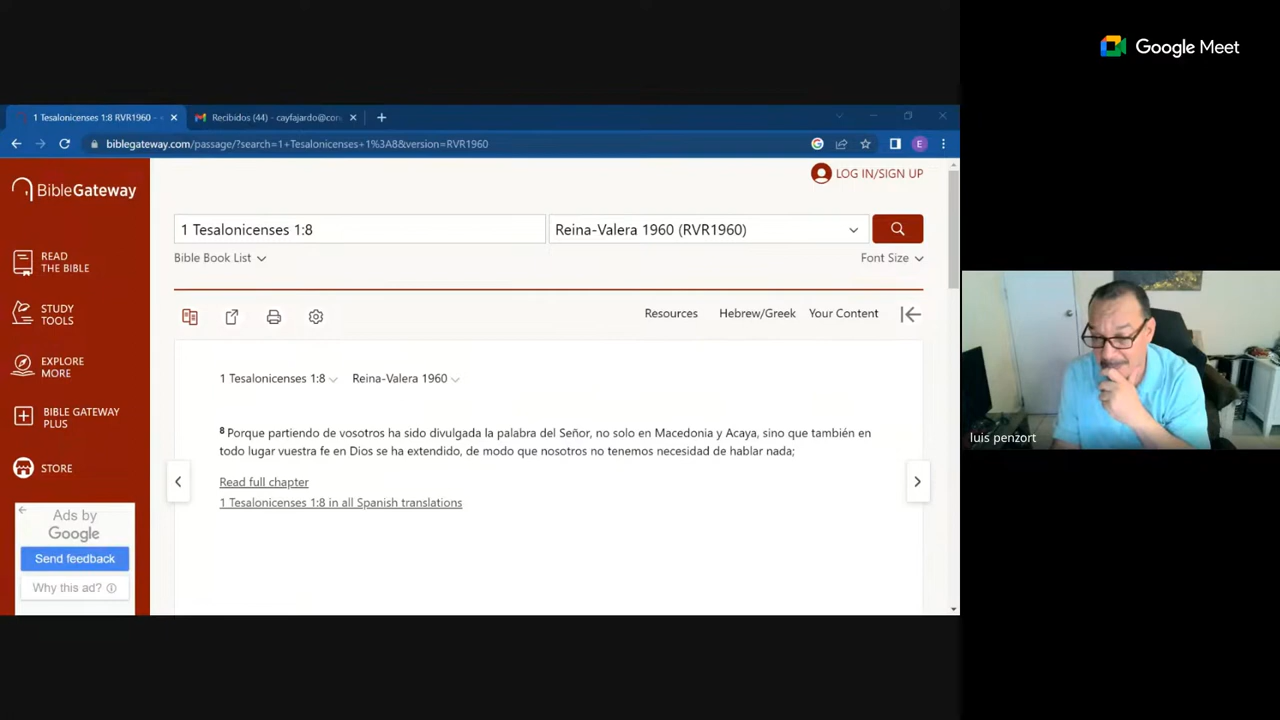 Google Meet
1 Tesalonicenses 1:8 RVR1960 -
Recibidos (44) - cayfajardo@con
biblegateway.com/passage/?search=1+Tesalonicenses+1%3A8&version=RVR1960
E
BibleGateway
LOG IN/SIGN UP
1 Tesalonicenses 1:8
Reina-Valera 1960 (RVR1960)
Bible Book List
Font Size
READ
THE BIBLE
STUDY
TOOLS
EXPLORE
MORE
BIBLE GATEWAY
PLUS
STORE
Resources
Hebrew/Greek
Your Content
1 Tesalonicenses 1:8
Reina-Valera 1960
8 Porque partiendo de vosotros ha sido divulgada la palabra del Señor, no solo en Macedonia y Acaya, sino que también en
todo lugar vuestra fe en Dios se ha extendido, de modo que nosotros no tenemos necesidad de hablar nada;
Read full chapter
1 Tesalonicenses 1:8 in all Spanish translations
Ads by
Google
Send feedback
Why this ad?
luis penzort